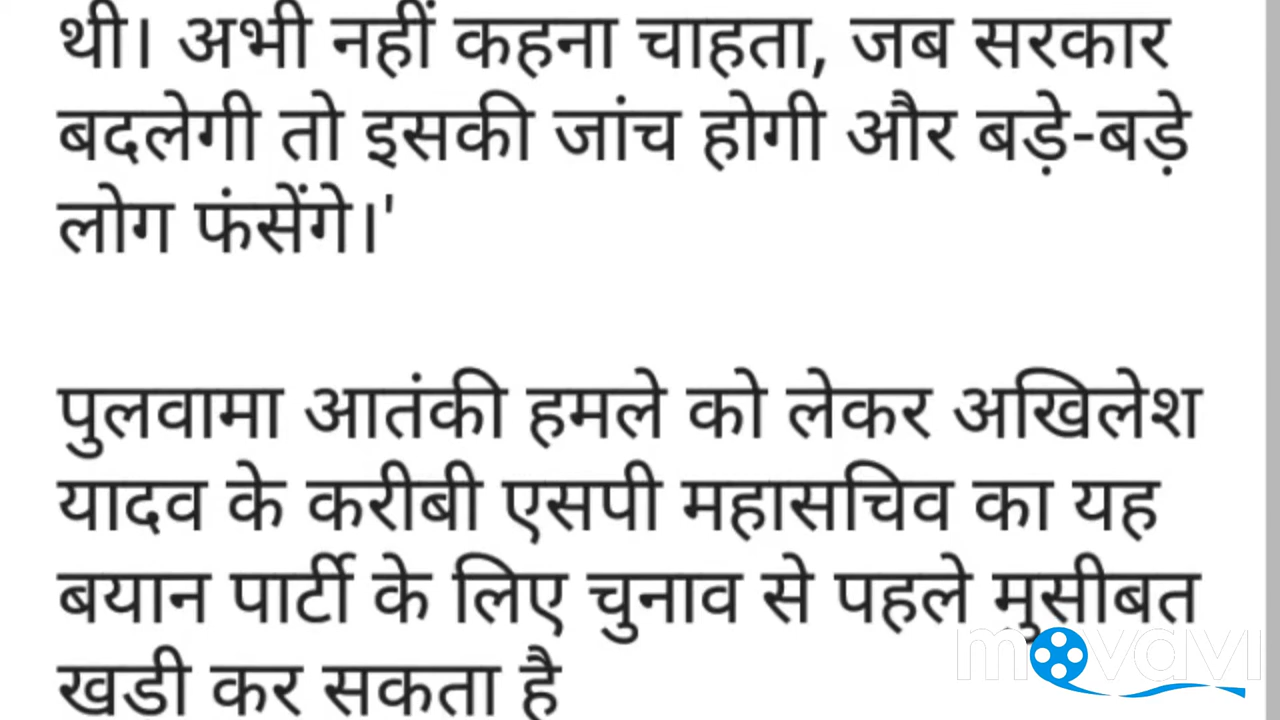 थी। अभी नहीं कहना चाहता, जब सरकार
बदलेगी तो इसकी जांच होगी और बड़े-बड़े
लोग फंसेंगे।'
पुलवामा आतंकी हमले को लेकर अखिलेश
यादव के करीबी एसपी महासचिव का यह
बयान पार्टी के लिए चुनाव से पहले मुसीबत
खडी कर सकता है
movavi